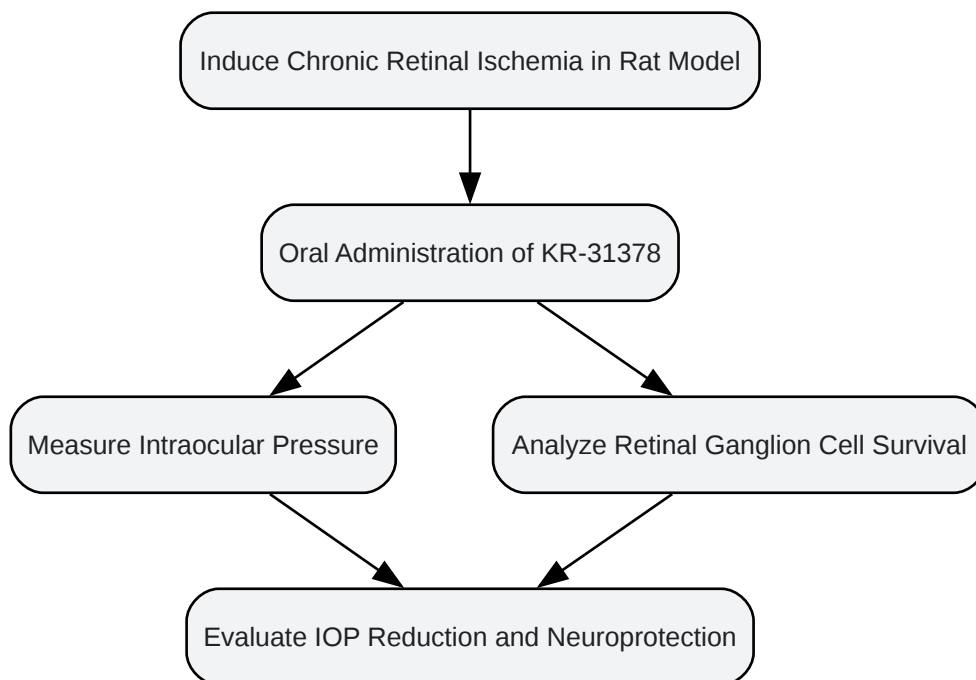 Induce Chronic Retinal Ischemia in Rat Model
Oral Administration of KR-31378
Measure Intraocular Pressure
Analyze Retinal Ganglion Cell Survival
Evaluate IOP Reduction and Neuroprotection